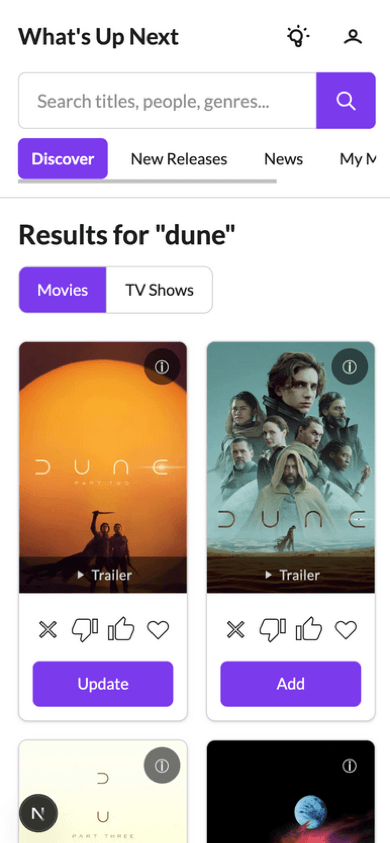 What's Up Next
Search titles, people, genres...
Discover New Releases News My M
Results for "dune"
Movies TV Shows
DUNE
PART TWO
Trailer
DUNE
Trailer
Update
Add
D
U
PART THREE
N